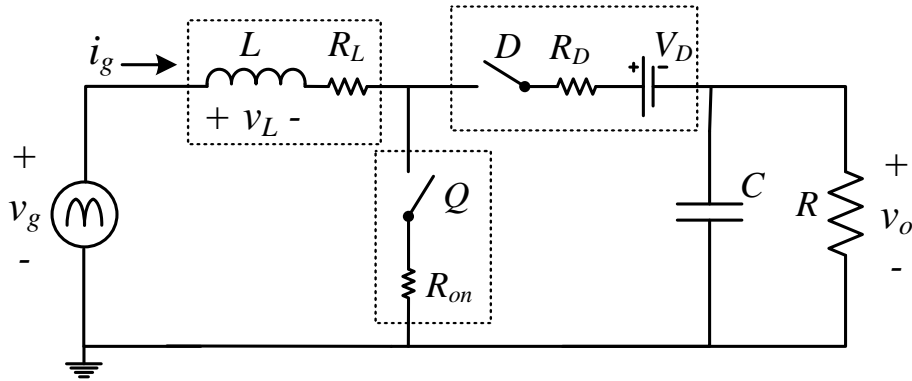 i_g
L
R_L
+ v_L -
D
R_D
V_D
+ -
Q
R_on
+
v_g
-
C
R
+
v_o
-